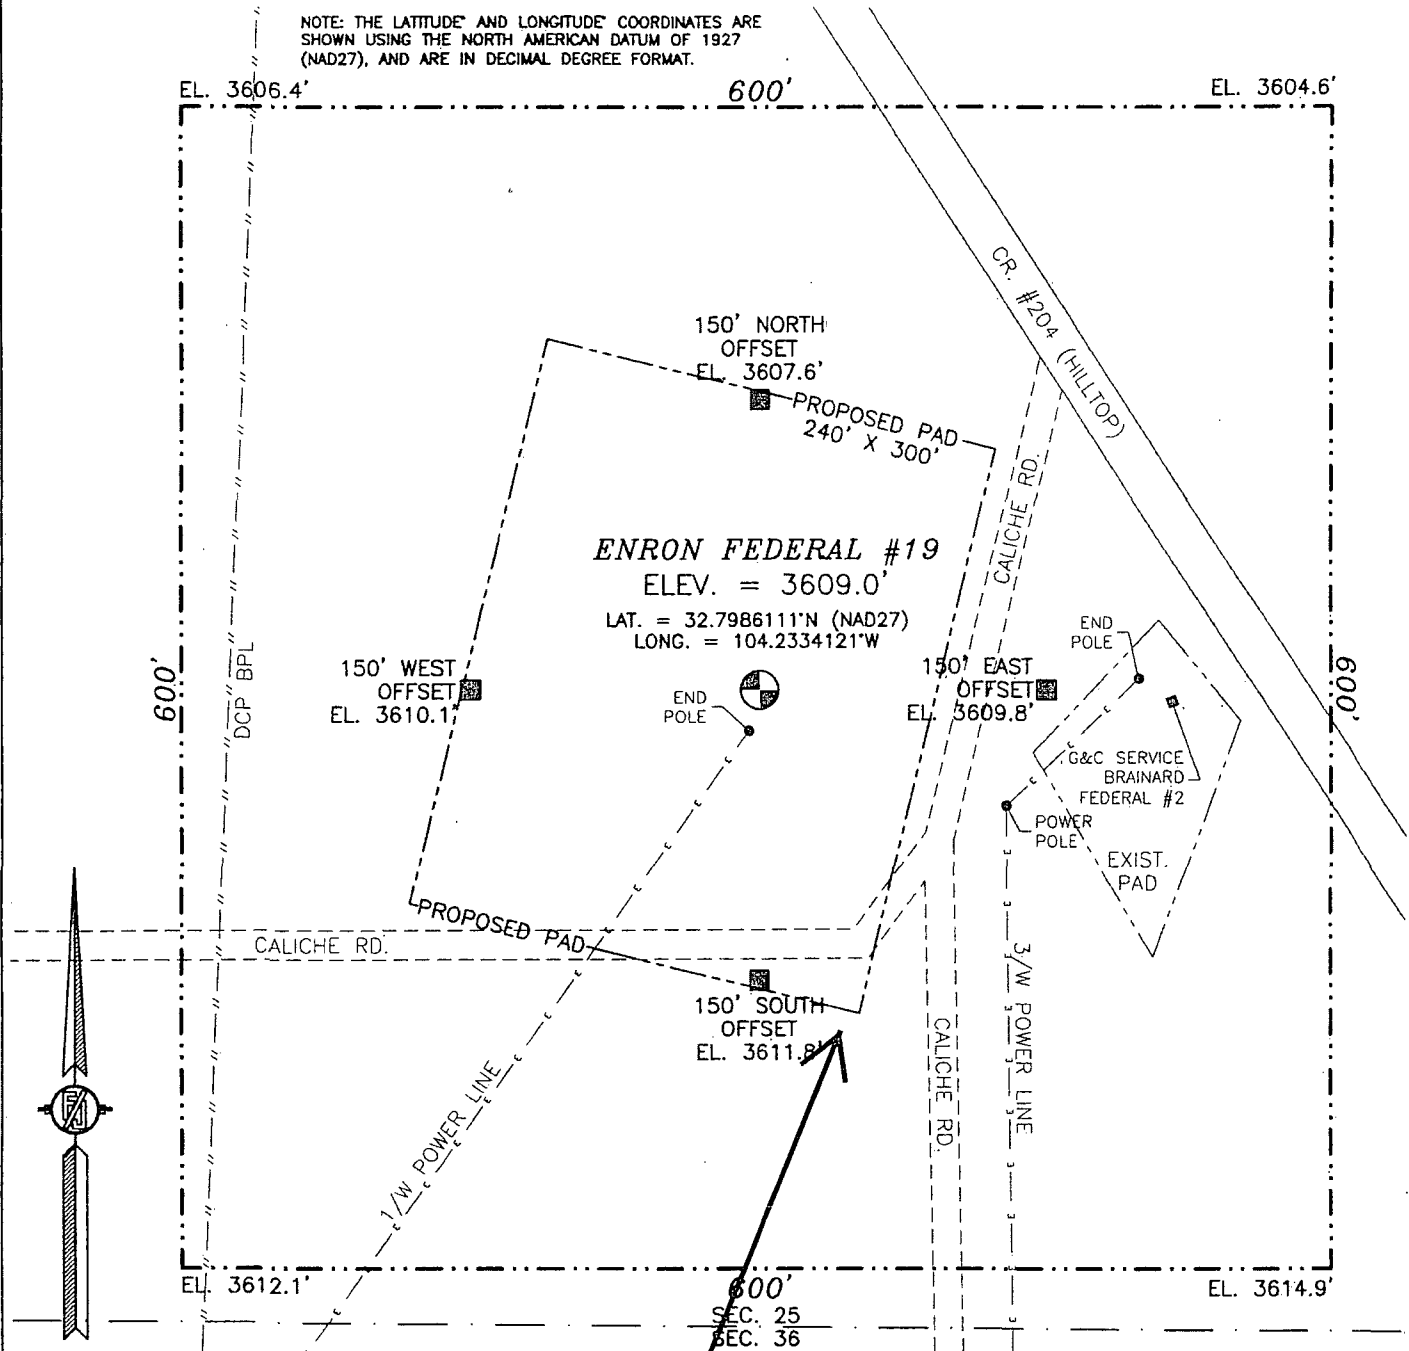 NOTE: THE LATITUDE AND LONGITUDE COORDINATES ARE
SHOWN USING THE NORTH AMERICAN DATUM OF 1927
(NAD27), AND ARE IN DECIMAL DEGREE FORMAT.
EL. 3606.4'
600'
EL. 3604.6'
CR. #204 (HILLTOP)
150' NORTH
OFFSET
EL. 3607.6'
PROPOSED PAD
240' X 300'
CALICHE RD.
ENRON FEDERAL #19
ELEV. = 3609.0'
LAT. = 32.7986111°N (NAD27)
LONG. = 104.2334121°W
600'
DCP BPL
150' WEST
OFFSET
EL. 3610.1'
END
POLE
150' EAST
OFFSET
EL. 3609.8'
END
POLE
600'
G&C SERVICE
BRAINARD
FEDERAL #2
POWER
POLE
EXIST.
PAD
PROPOSED PAD
CALICHE RD.
150' SOUTH
OFFSET
EL. 3611.8'
1/W POWER LINE
CALICHE RD.
3/W POWER LINE
EL. 3612.1'
600'
EL. 3614.9'
SEC. 25
SEC. 36